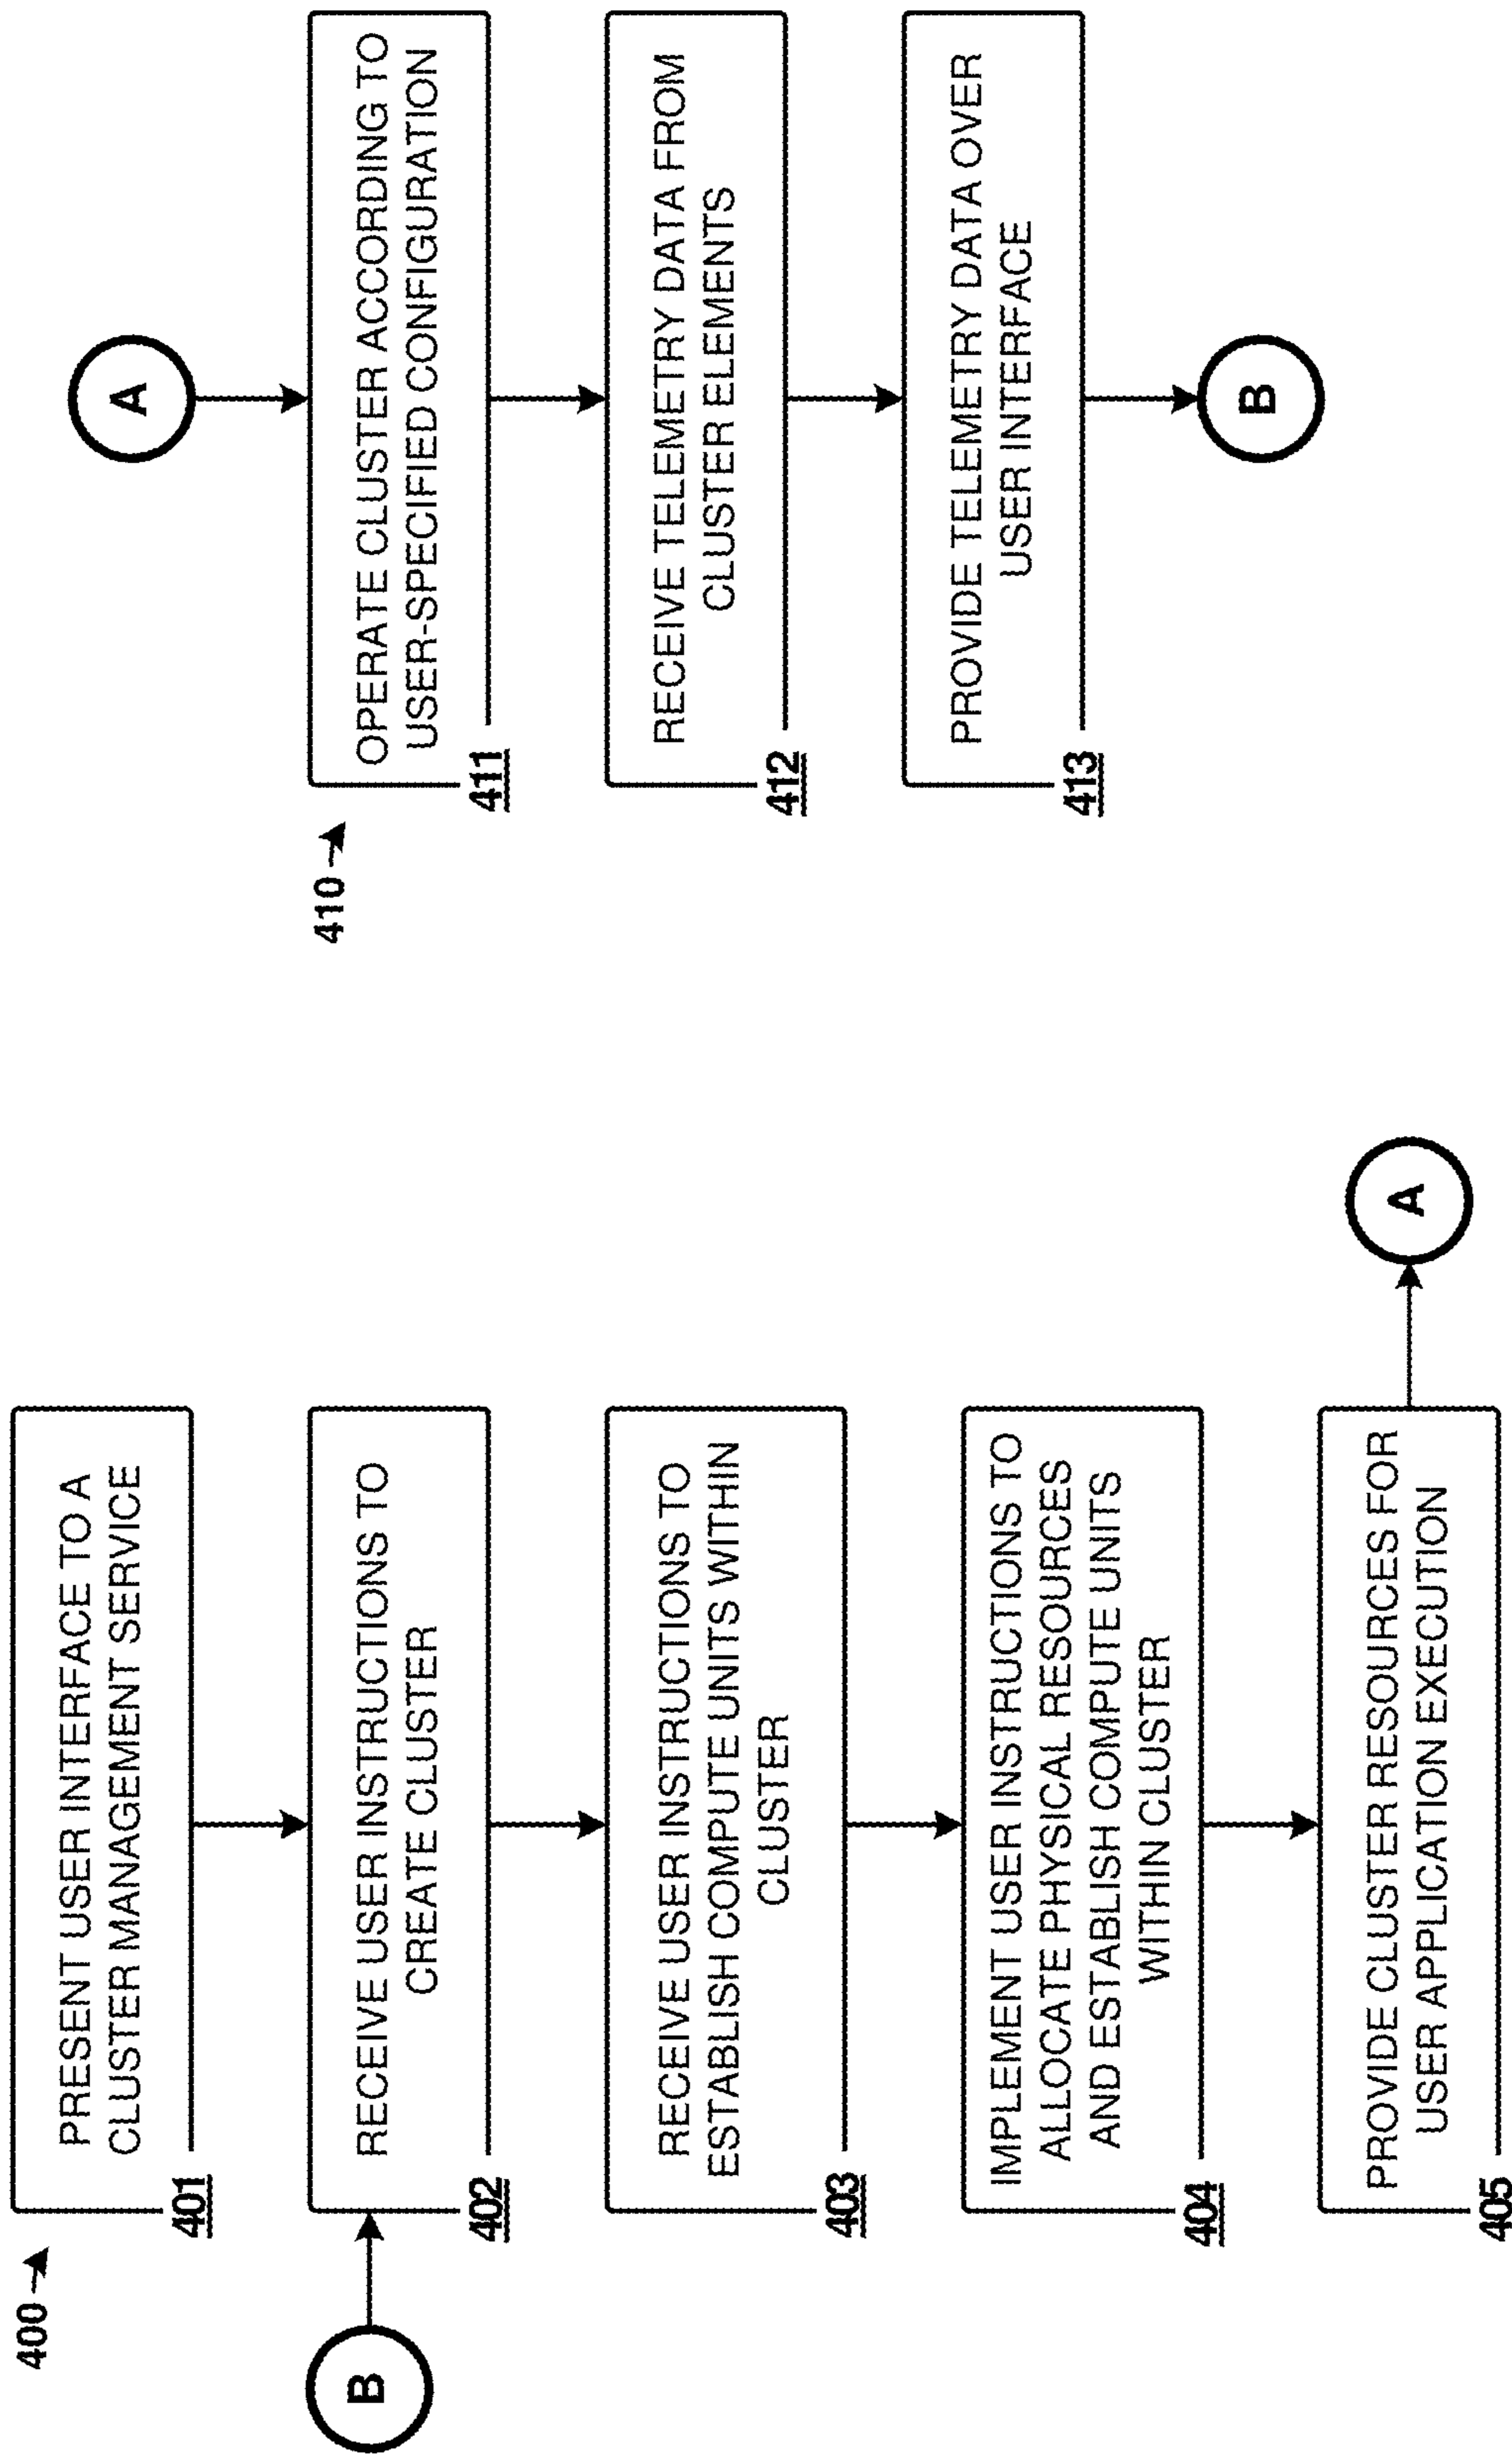 400
PRESENT USER INTERFACE TO A
CLUSTER MANAGEMENT SERVICE
401
B
RECEIVE USER INSTRUCTIONS TO
CREATE CLUSTER
402
RECEIVE USER INSTRUCTIONS TO
ESTABLISH COMPUTE UNITS WITHIN
CLUSTER
403
IMPLEMENT USER INSTRUCTIONS TO
ALLOCATE PHYSICAL RESOURCES
AND ESTABLISH COMPUTE UNITS
WITHIN CLUSTER
404
PROVIDE CLUSTER RESOURCES FOR
USER APPLICATION EXECUTION
405
A
A
410
OPERATE CLUSTER ACCORDING TO
USER-SPECIFIED CONFIGURATION
411
RECEIVE TELEMETRY DATA FROM
CLUSTER ELEMENTS
412
PROVIDE TELEMETRY DATA OVER
USER INTERFACE
413
B